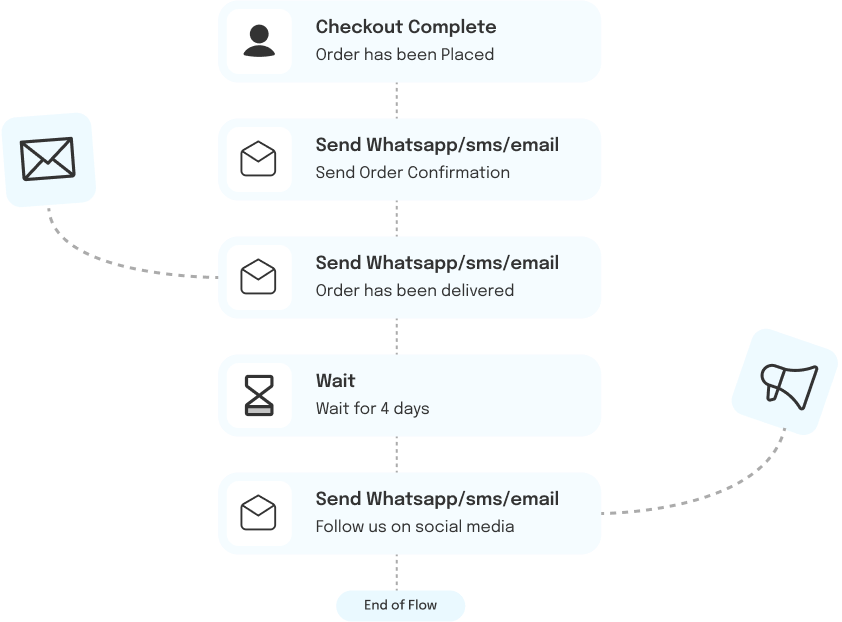 Checkout Complete
Order has been Placed
Send Whatsapp/sms/email
Send Order Confirmation
Send Whatsapp/sms/email
Order has been delivered
Wait
Wait for 4 days
Send Whatsapp/sms/email
Follow us on social media
End of Flow